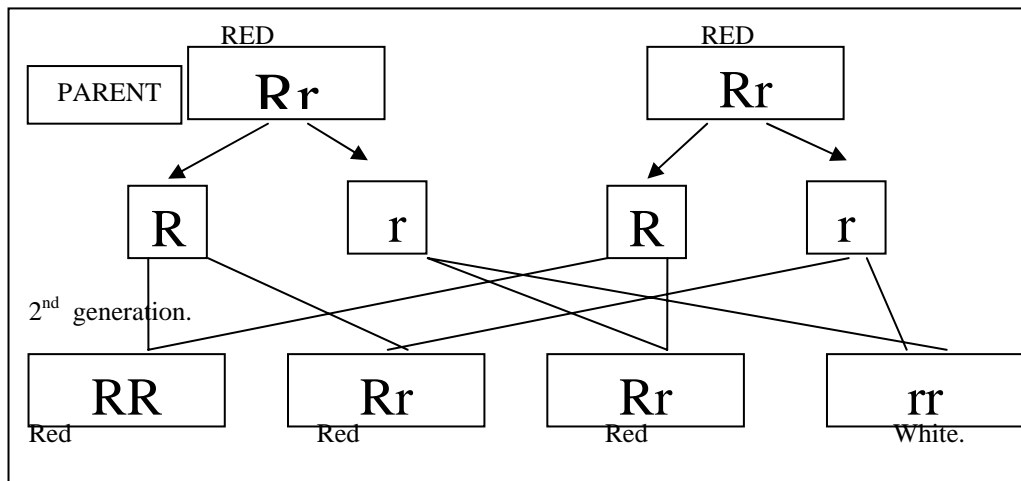 RED RED
PARENT Rr Rr
R r R r
2nd generation.
RR Rr Rr rr
Red Red Red White.